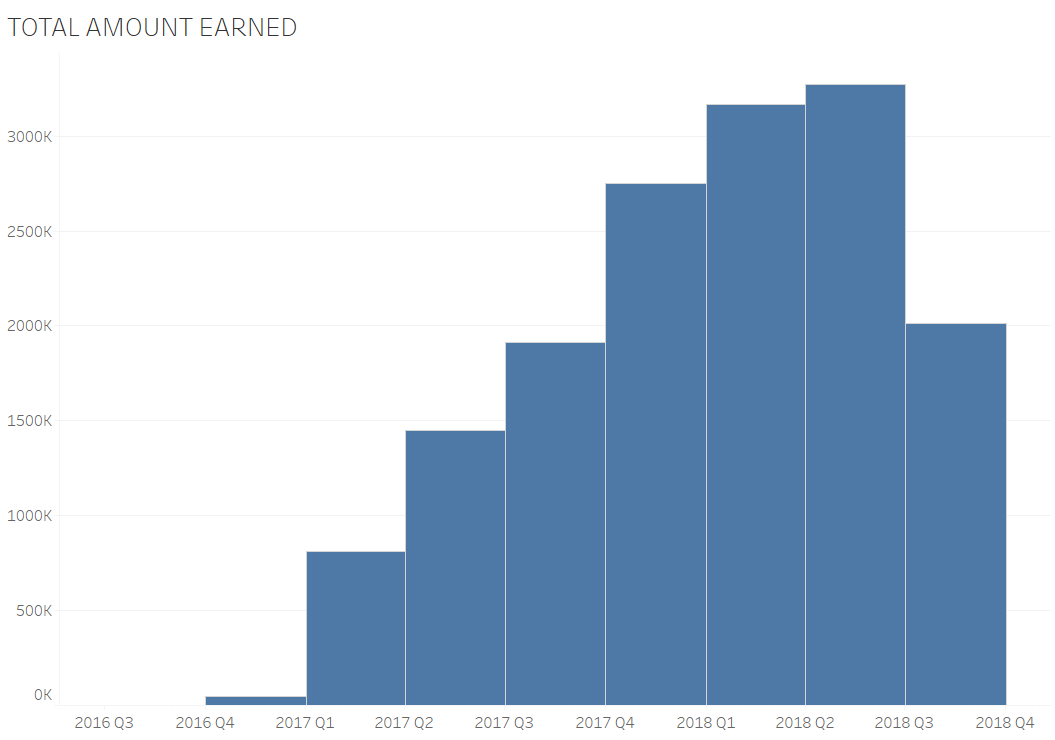 TOTAL AMOUNT EARNED
3000K
2500K
2000K
1500K
1000K
500K
0K
2016 Q3 2016 Q4 2017 Q1 2017 Q2 2017 Q3 2017 Q4 2018 Q1 2018 Q2 2018 Q3 2018 Q4